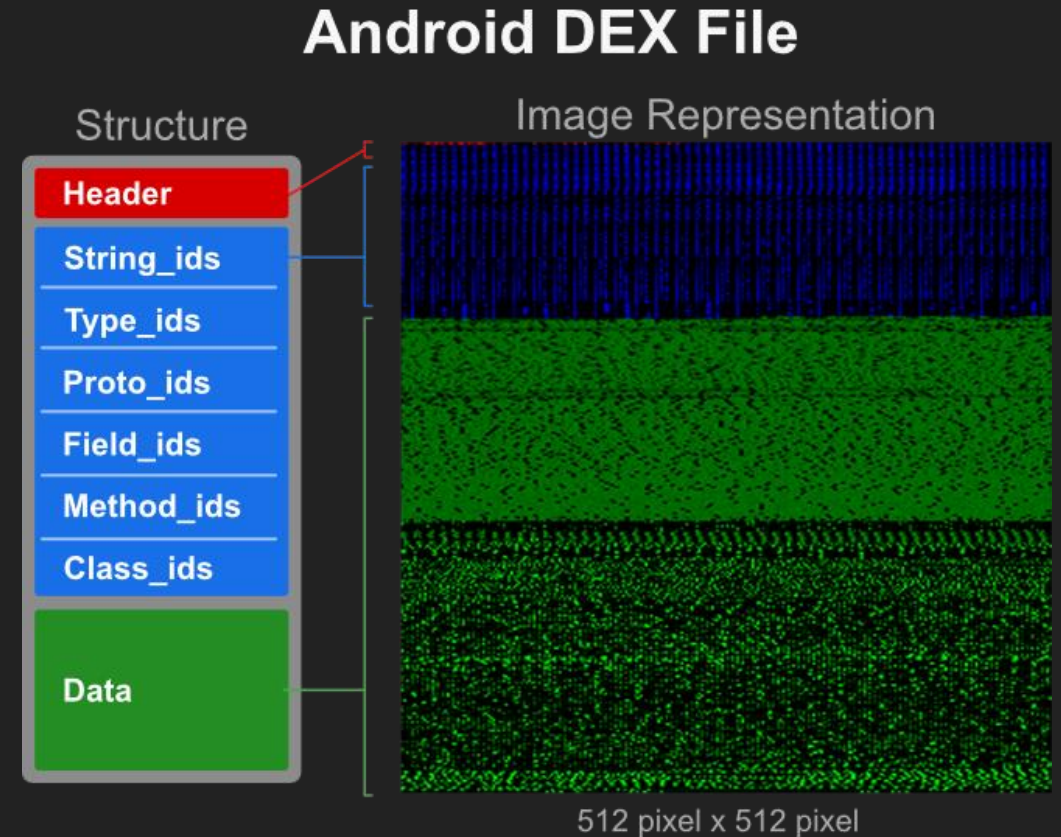 Android DEX File
Structure
Image Representation
Header
String_ids
Type_ids
Proto_ids
Field_ids
Method_ids
Class_ids
Data
512 pixel x 512 pixel